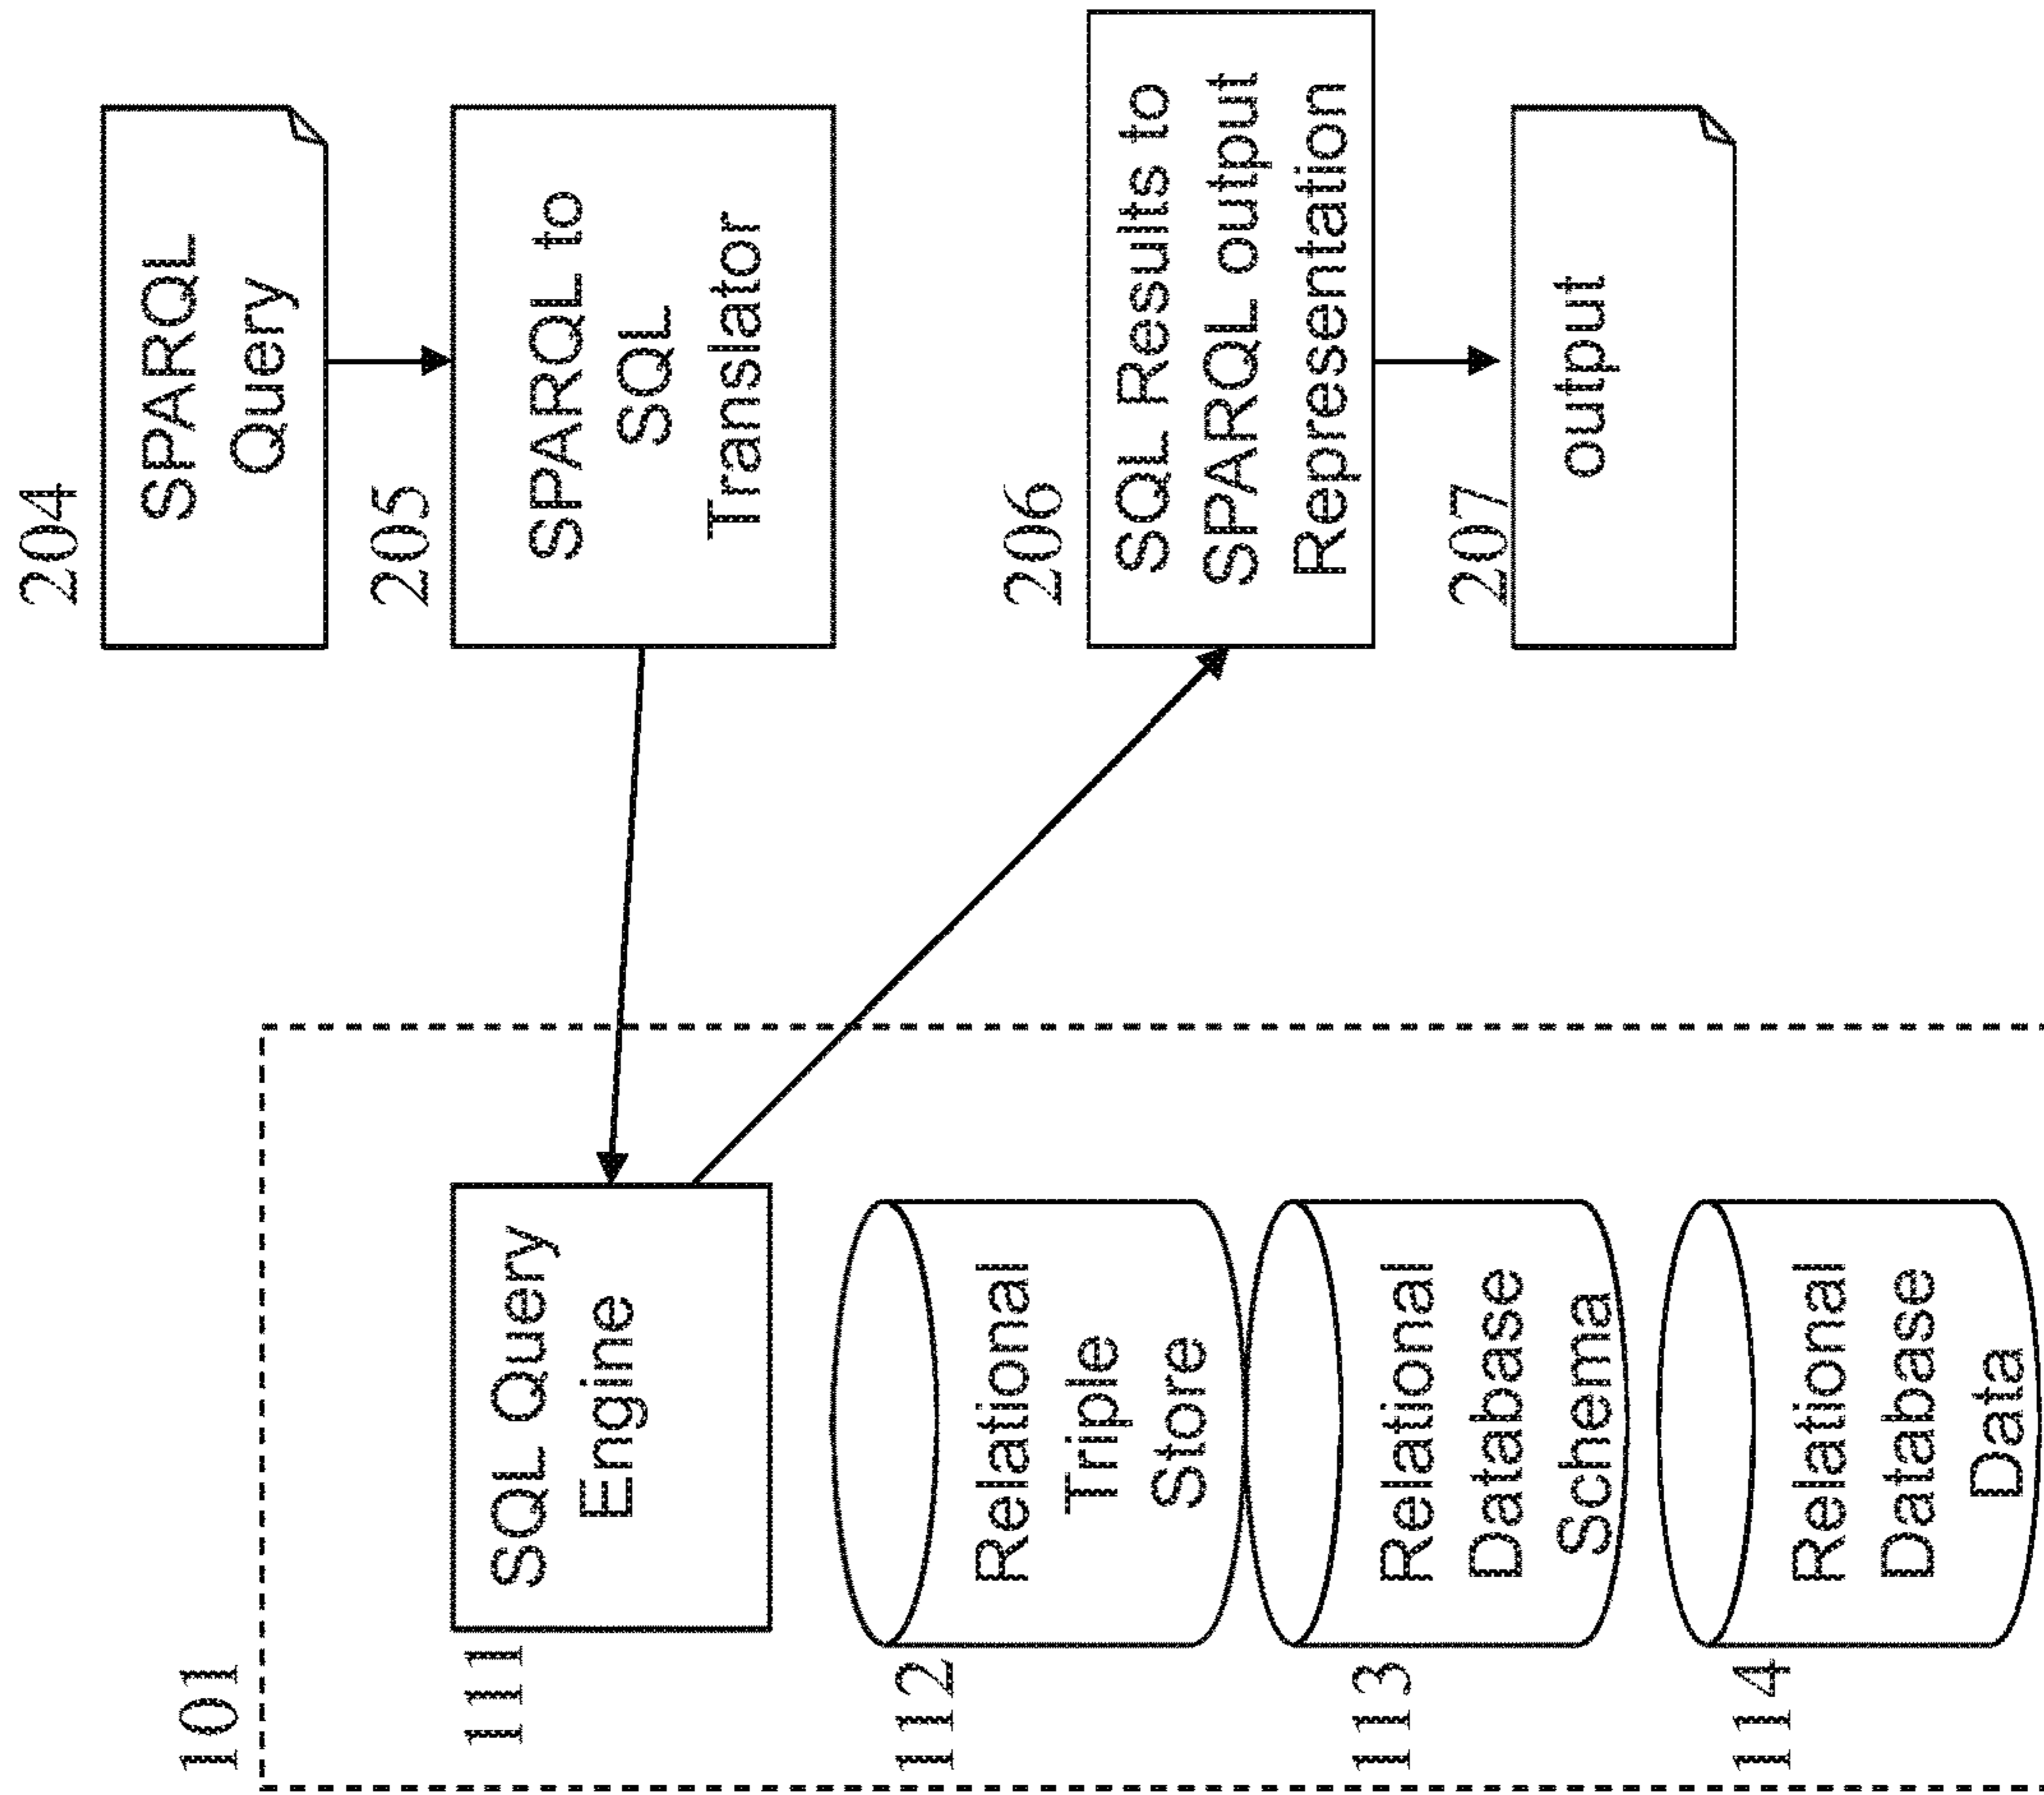 204
SPARQL
Query
205
SPARQL to
SQL
Translator
206
SQL Results to
SPARQL output
Representation
207
output
101
111
SQL Query
Engine
112
Relational
Triple
Store
113
Relational
Database
Schema
114
Relational
Database
Data